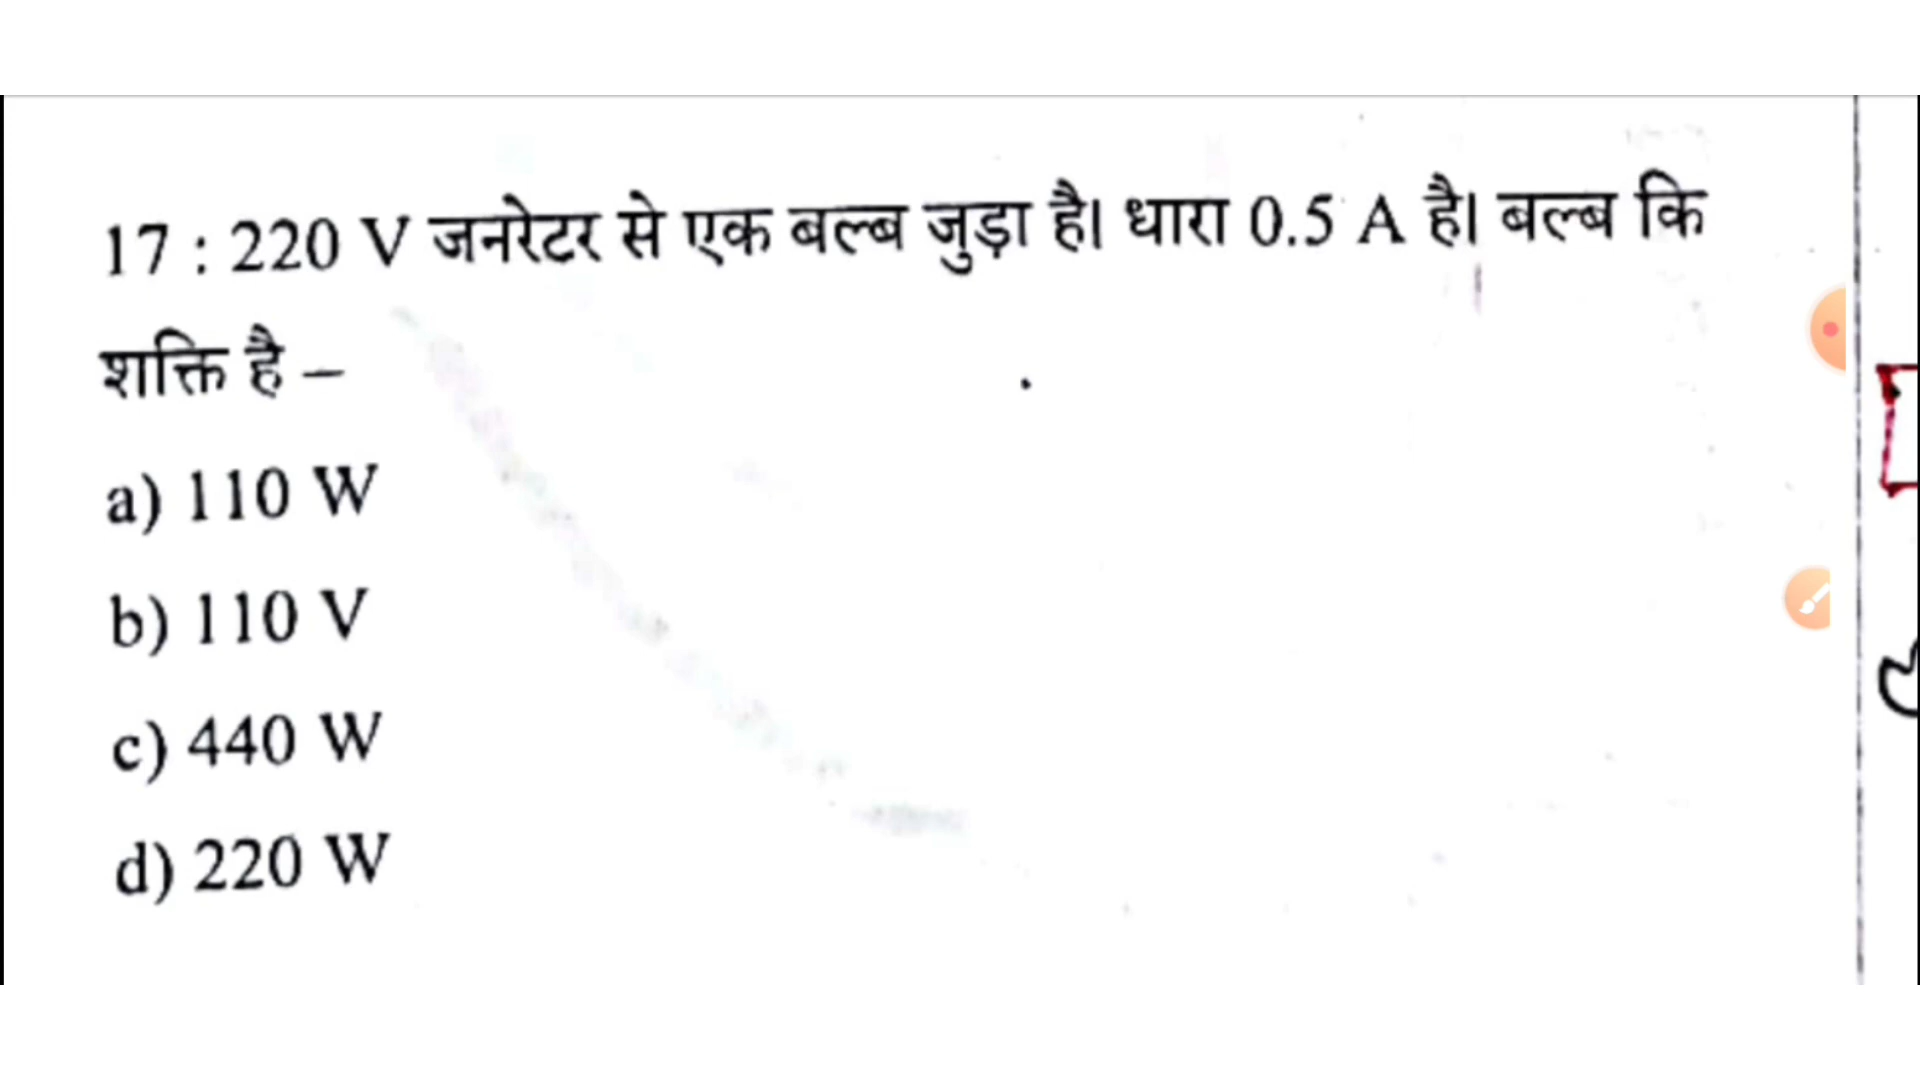 17 : 220 V जनरेटर से एक बल्ब जुड़ा है। धारा 0.5 A है। बल्ब कि
शक्ति है –
a) 110 W
b) 110 V
c) 440 W
d) 220 W